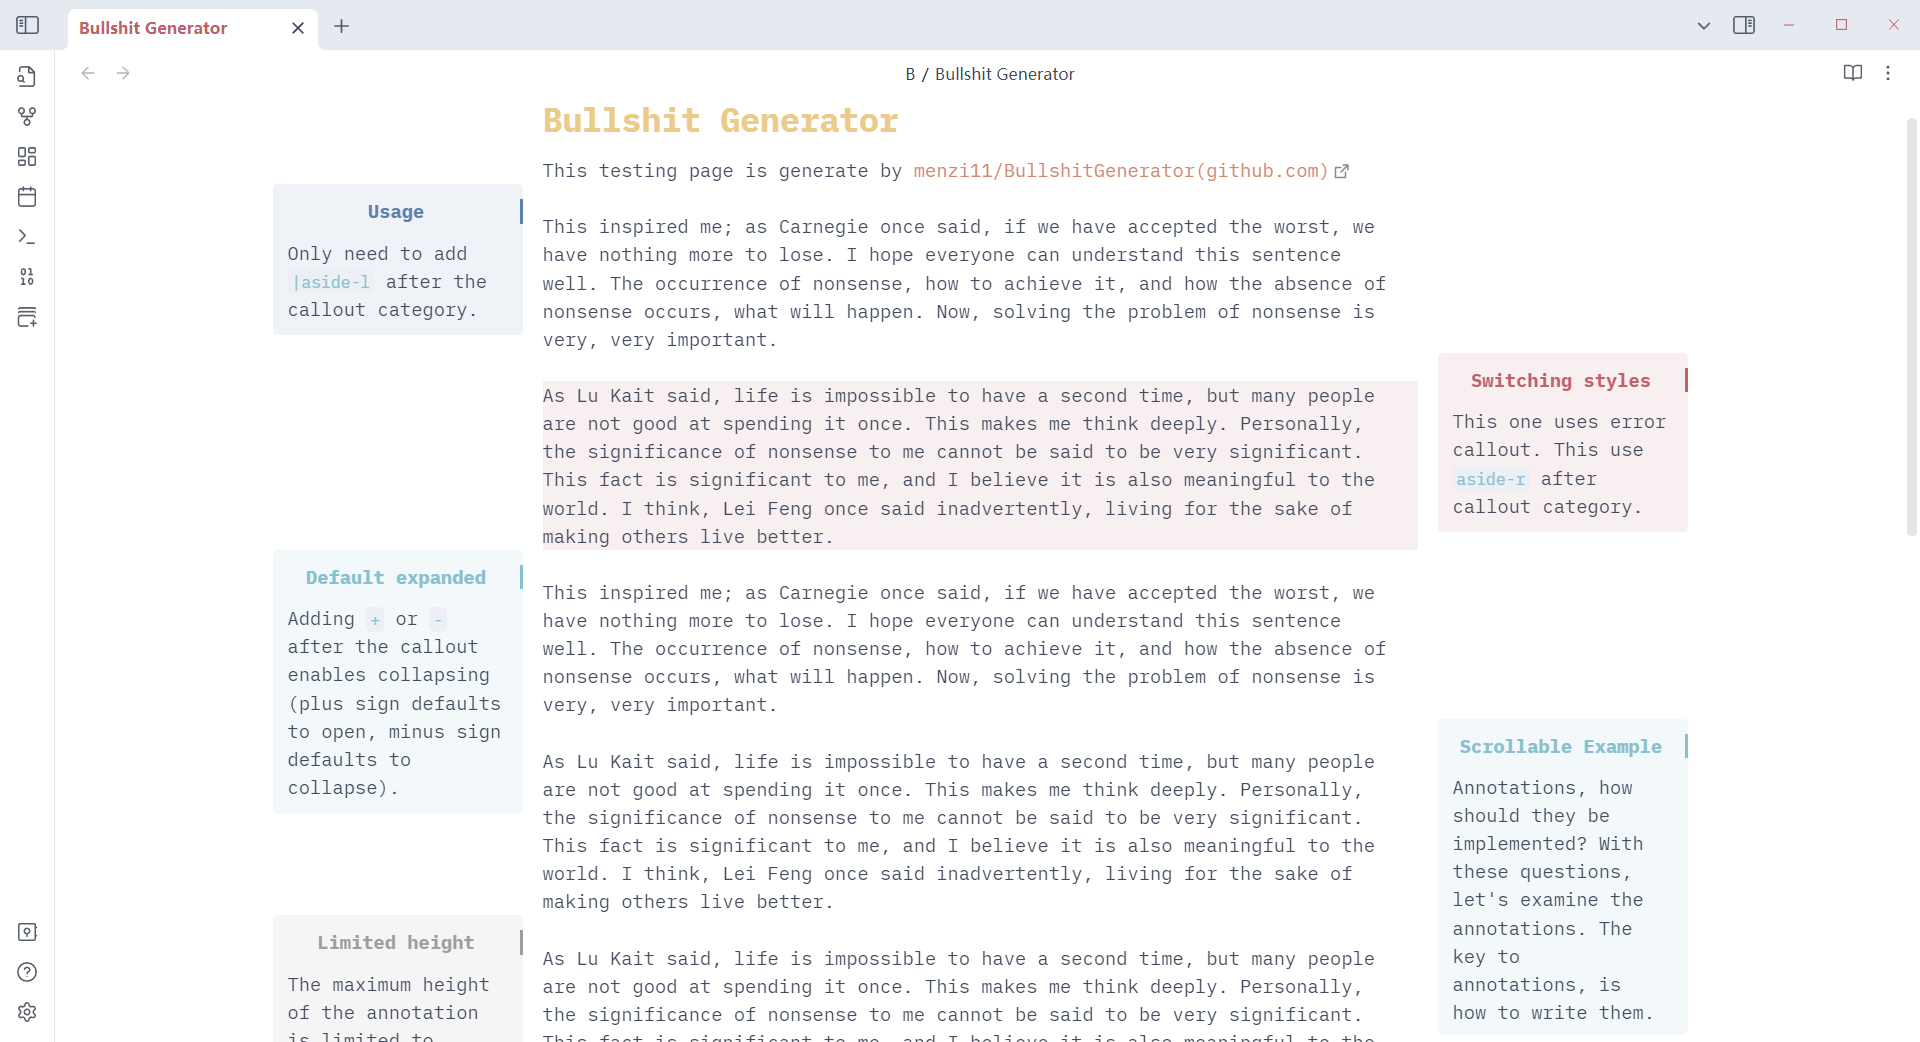 Bullshit Generator
B / Bullshit Generator
Bullshit Generator
This testing page is generate by menzi11/BullshitGenerator(github.com)
Usage
Only need to add
|aside-l after the
callout category.
This inspired me; as Carnegie once said, if we have accepted the worst, we
have nothing more to lose. I hope everyone can understand this sentence
well. The occurrence of nonsense, how to achieve it, and how the absence of
nonsense occurs, what will happen. Now, solving the problem of nonsense is
very, very important.
Switching styles
This one uses error
callout. This use
aside-r after
callout category.
As Lu Kait said, life is impossible to have a second time, but many people
are not good at spending it once. This makes me think deeply. Personally,
the significance of nonsense to me cannot be said to be very significant.
This fact is significant to me, and I believe it is also meaningful to the
world. I think, Lei Feng once said inadvertently, living for the sake of
making others live better.
Default expanded
Adding + or -
after the callout
enables collapsing
(plus sign defaults
to open, minus sign
defaults to
collapse).
This inspired me; as Carnegie once said, if we have accepted the worst, we
have nothing more to lose. I hope everyone can understand this sentence
well. The occurrence of nonsense, how to achieve it, and how the absence of
nonsense occurs, what will happen. Now, solving the problem of nonsense is
very, very important.
Scrollable Example
Annotations, how
should they be
implemented? With
these questions,
let's examine the
annotations. The
key to
annotations, is
how to write them.
As Lu Kait said, life is impossible to have a second time, but many people
are not good at spending it once. This makes me think deeply. Personally,
the significance of nonsense to me cannot be said to be very significant.
This fact is significant to me, and I believe it is also meaningful to the
world. I think, Lei Feng once said inadvertently, living for the sake of
making others live better.
Limited height
The maximum height
of the annotation
is limited to
As Lu Kait said, life is impossible to have a second time, but many people
are not good at spending it once. This makes me think deeply. Personally,
the significance of nonsense to me cannot be said to be very significant.
This fact is significant to me, and I believe it is also meaningful to the